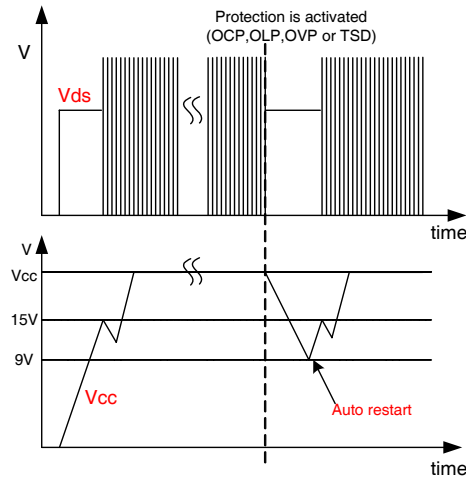 Protection is activated
(OCP,OLP,OVP or TSD)
V
Vds
time
V
Vcc
15V
9V
Vcc
Auto restart
time